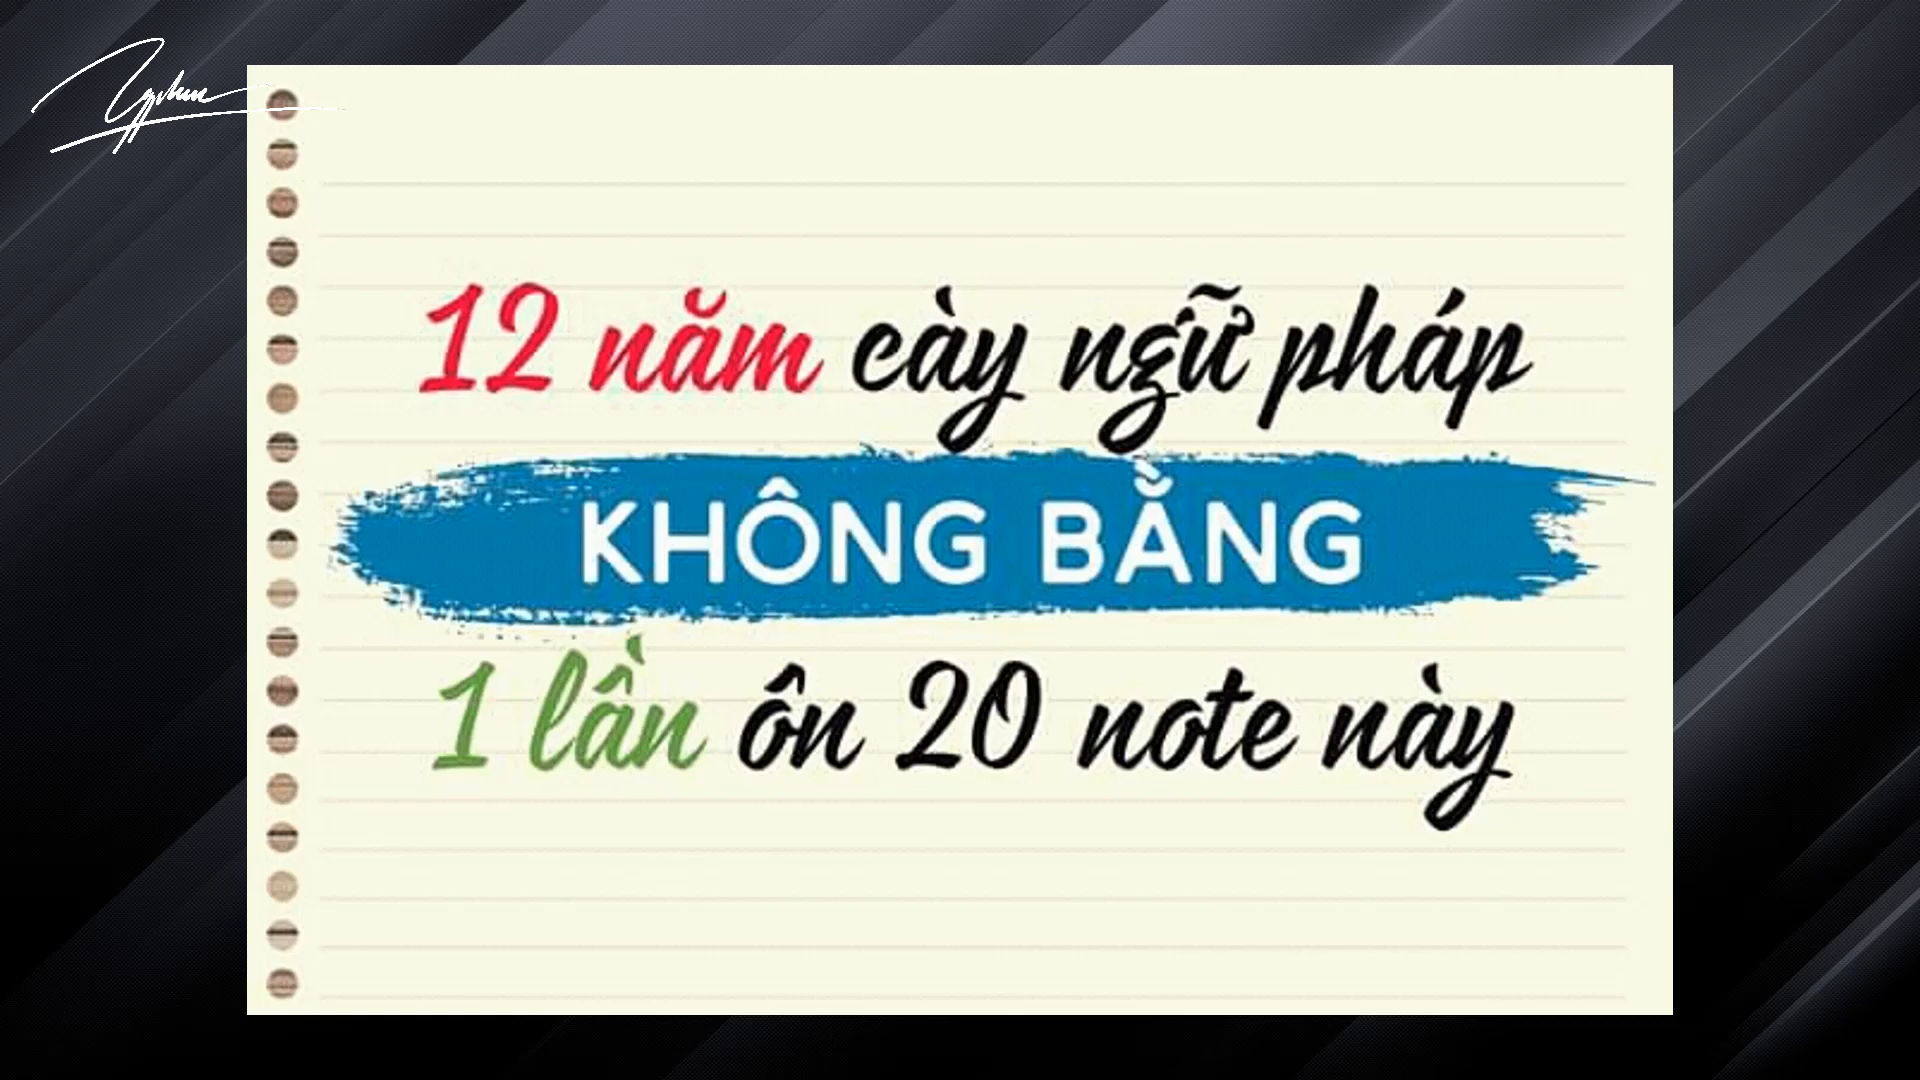 12 năm cày ngữ pháp
KHÔNG BẰNG
1 lần ôn 20 note này